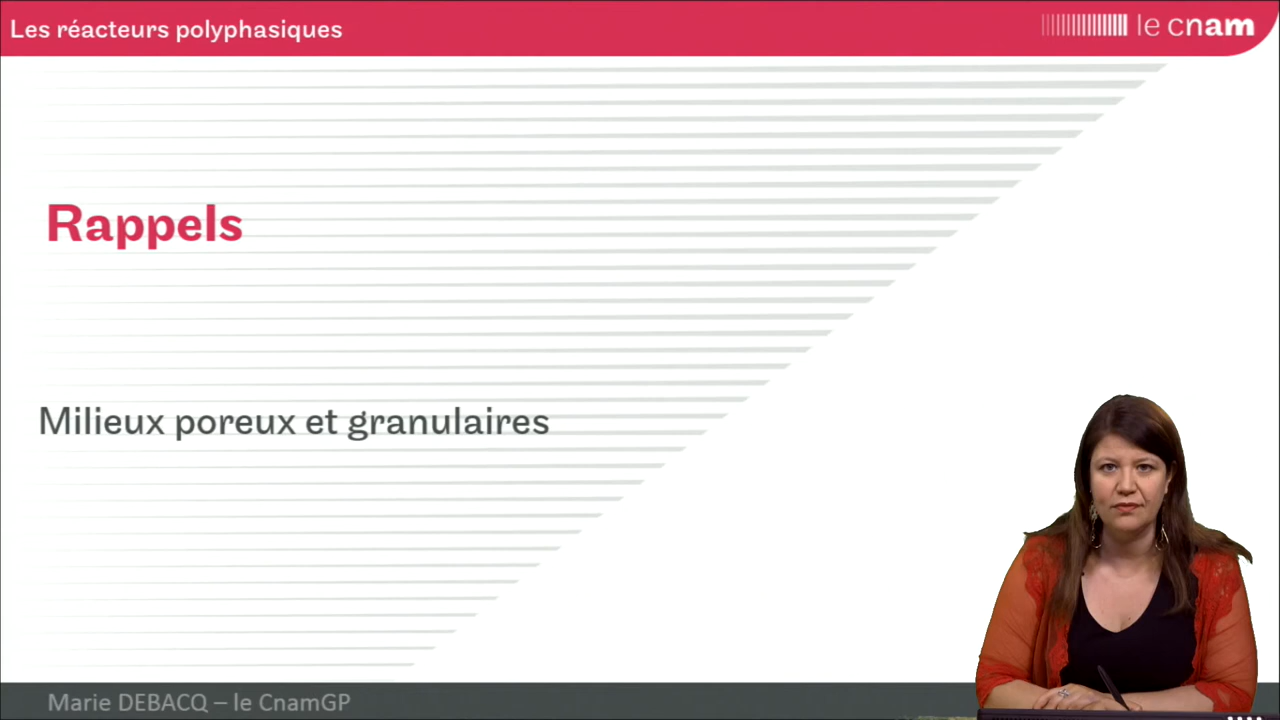 Les réacteurs polyphasiques
le cnam
Rappels
Milieux poreux et granulaires
Marie DEBACQ – le CnamGP